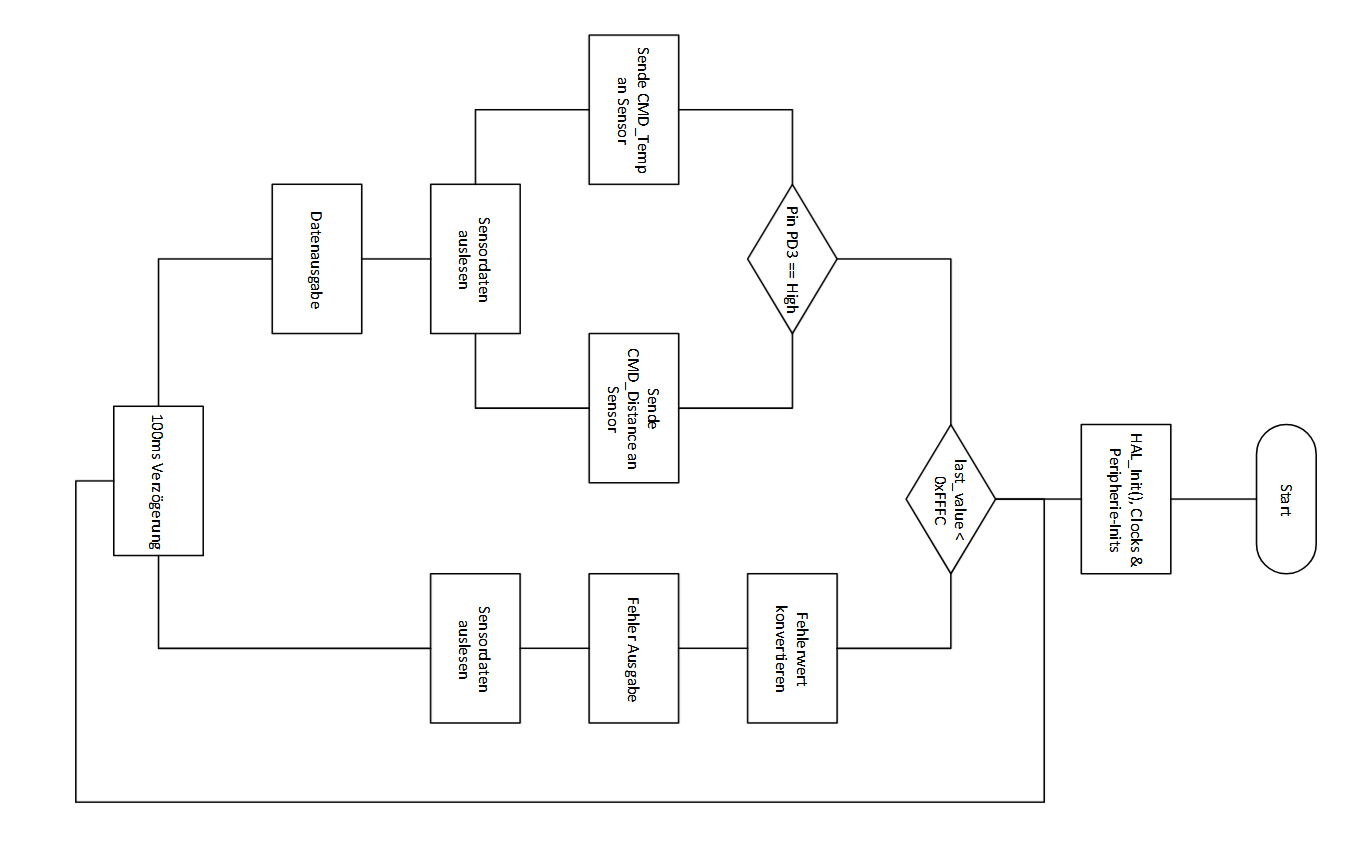 Start
HAL_Init(), Clocks &
Peripherie-Inits
last_value <
0xFFFC
Pin PD3 == High
Sende CMD_Temp
an Sensor
Sende
CMD_Distance an
Sensor
Sensordaten
auslesen
Datenausgabe
Fehlerwert
konvertieren
Fehler Ausgabe
Sensordaten
auslesen
100ms Verzögerung